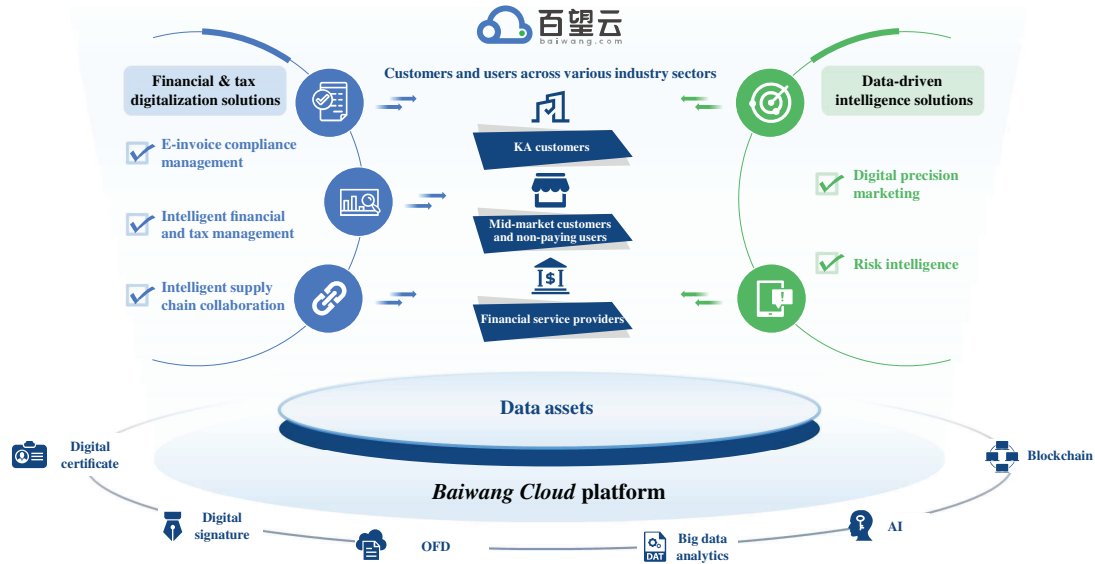 百望云
baiwang.com
Customers and users across various industry sectors
Financial & tax
digitalization solutions
E-invoice compliance
management
Intelligent financial
and tax management
Intelligent supply
chain collaboration
KA customers
Mid-market customers
and non-paying users
$
Financial service providers
Data-driven
intelligence solutions
Digital precision
marketing
Risk intelligence
!
Data assets
Baiwang Cloud platform
Digital
certificate
Digital
signature
OFD
DAT
Big data
analytics
AI
Blockchain